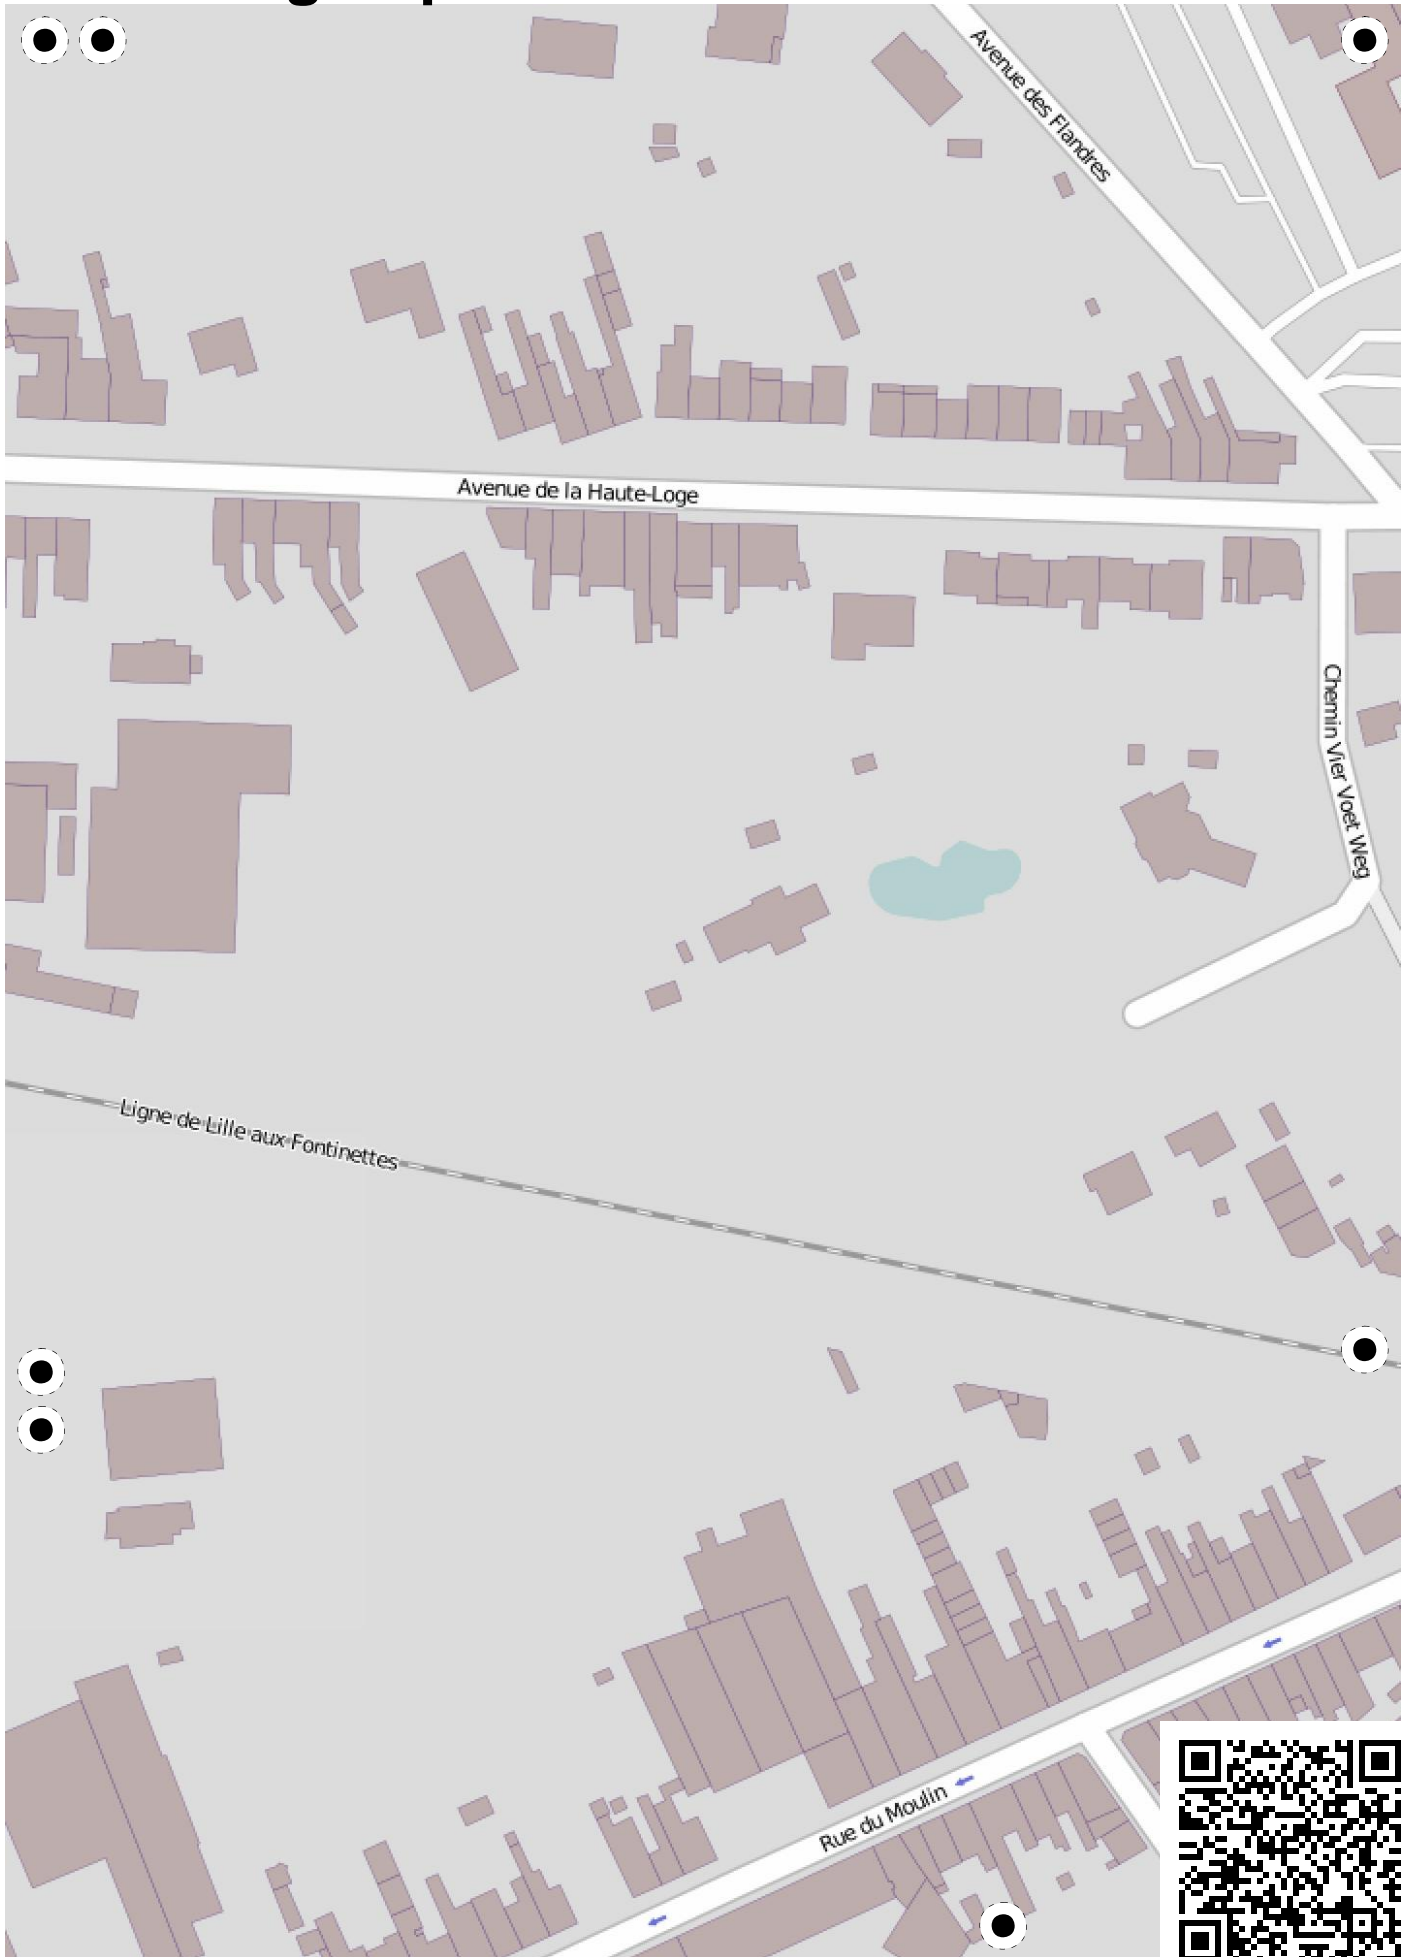 Avenue des Flandres
Avenue de la Haute-Loge
Chemin Vier Voet Weg
Ligne de Lille aux Fontinettes
Rue du Moulin